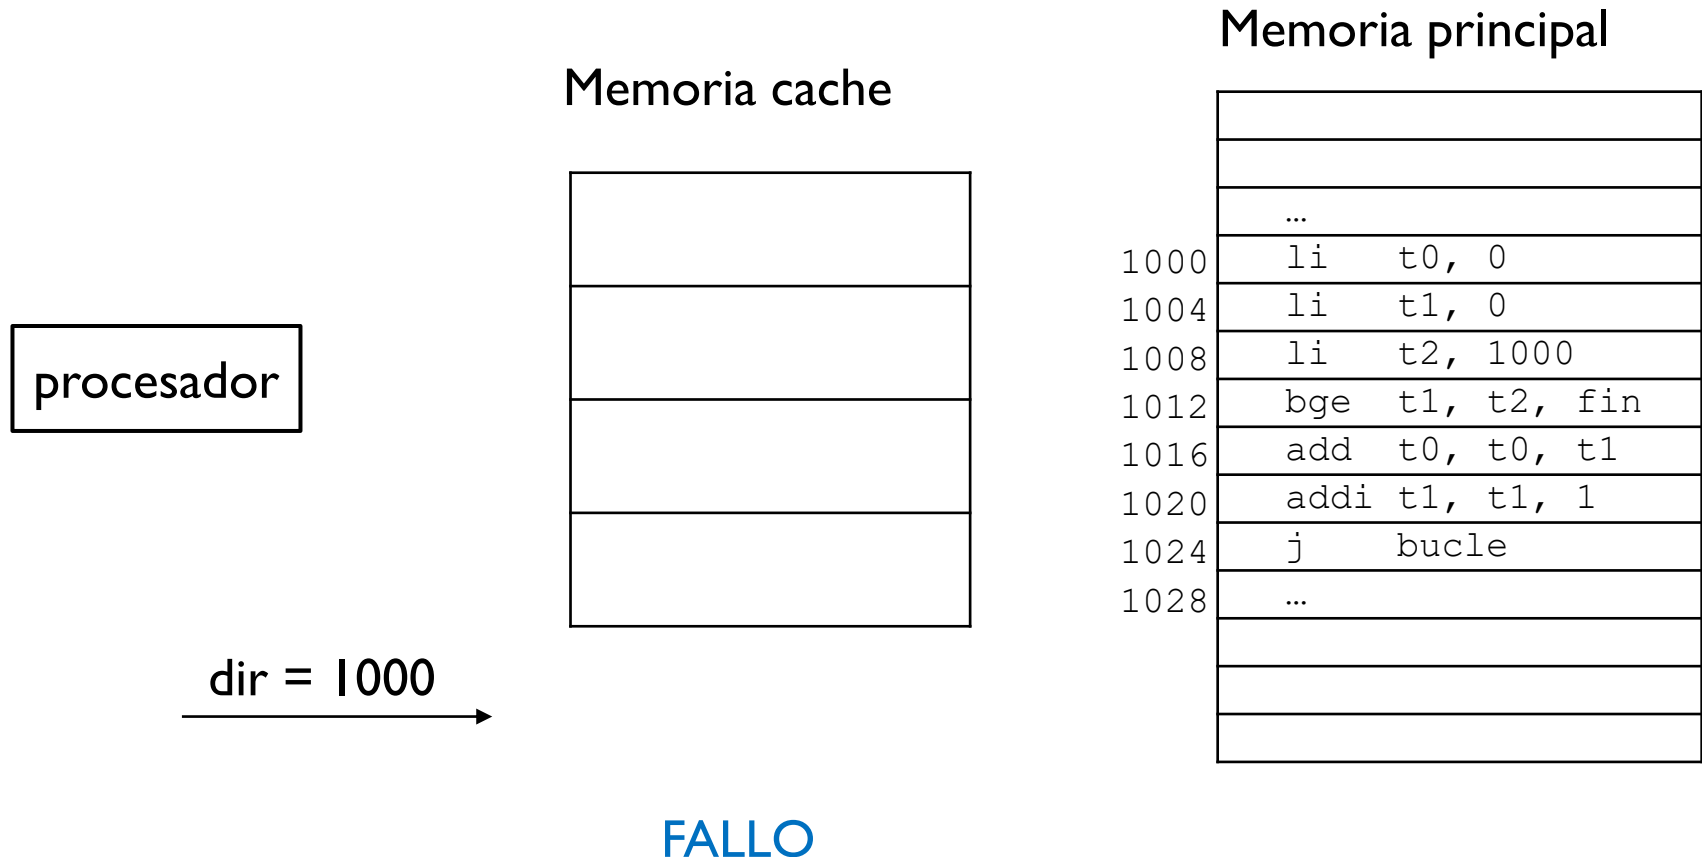 Memoria principal
Memoria cache
…
1000 li t0, 0
1004 li t1, 0
1008 li t2, 1000
procesador
1012 bge t1, t2, fin
1016 add t0, t0, t1
1020 addi t1, t1, 1
1024 j bucle
1028 …
dir = 1000
FALLO